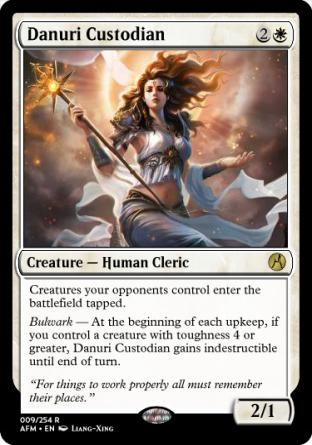 Danuri Custodian 2
Creature — Human Cleric
Creatures your opponents control enter the
battlefield tapped.
Bulwark — At the beginning of each upkeep, if
you control a creature with toughness 4 or
greater, Danuri Custodian gains indestructible
until end of turn.
“For things to work properly all must remember
their places.”
2/1
009/254 R
AFM • EN Liang-Xing